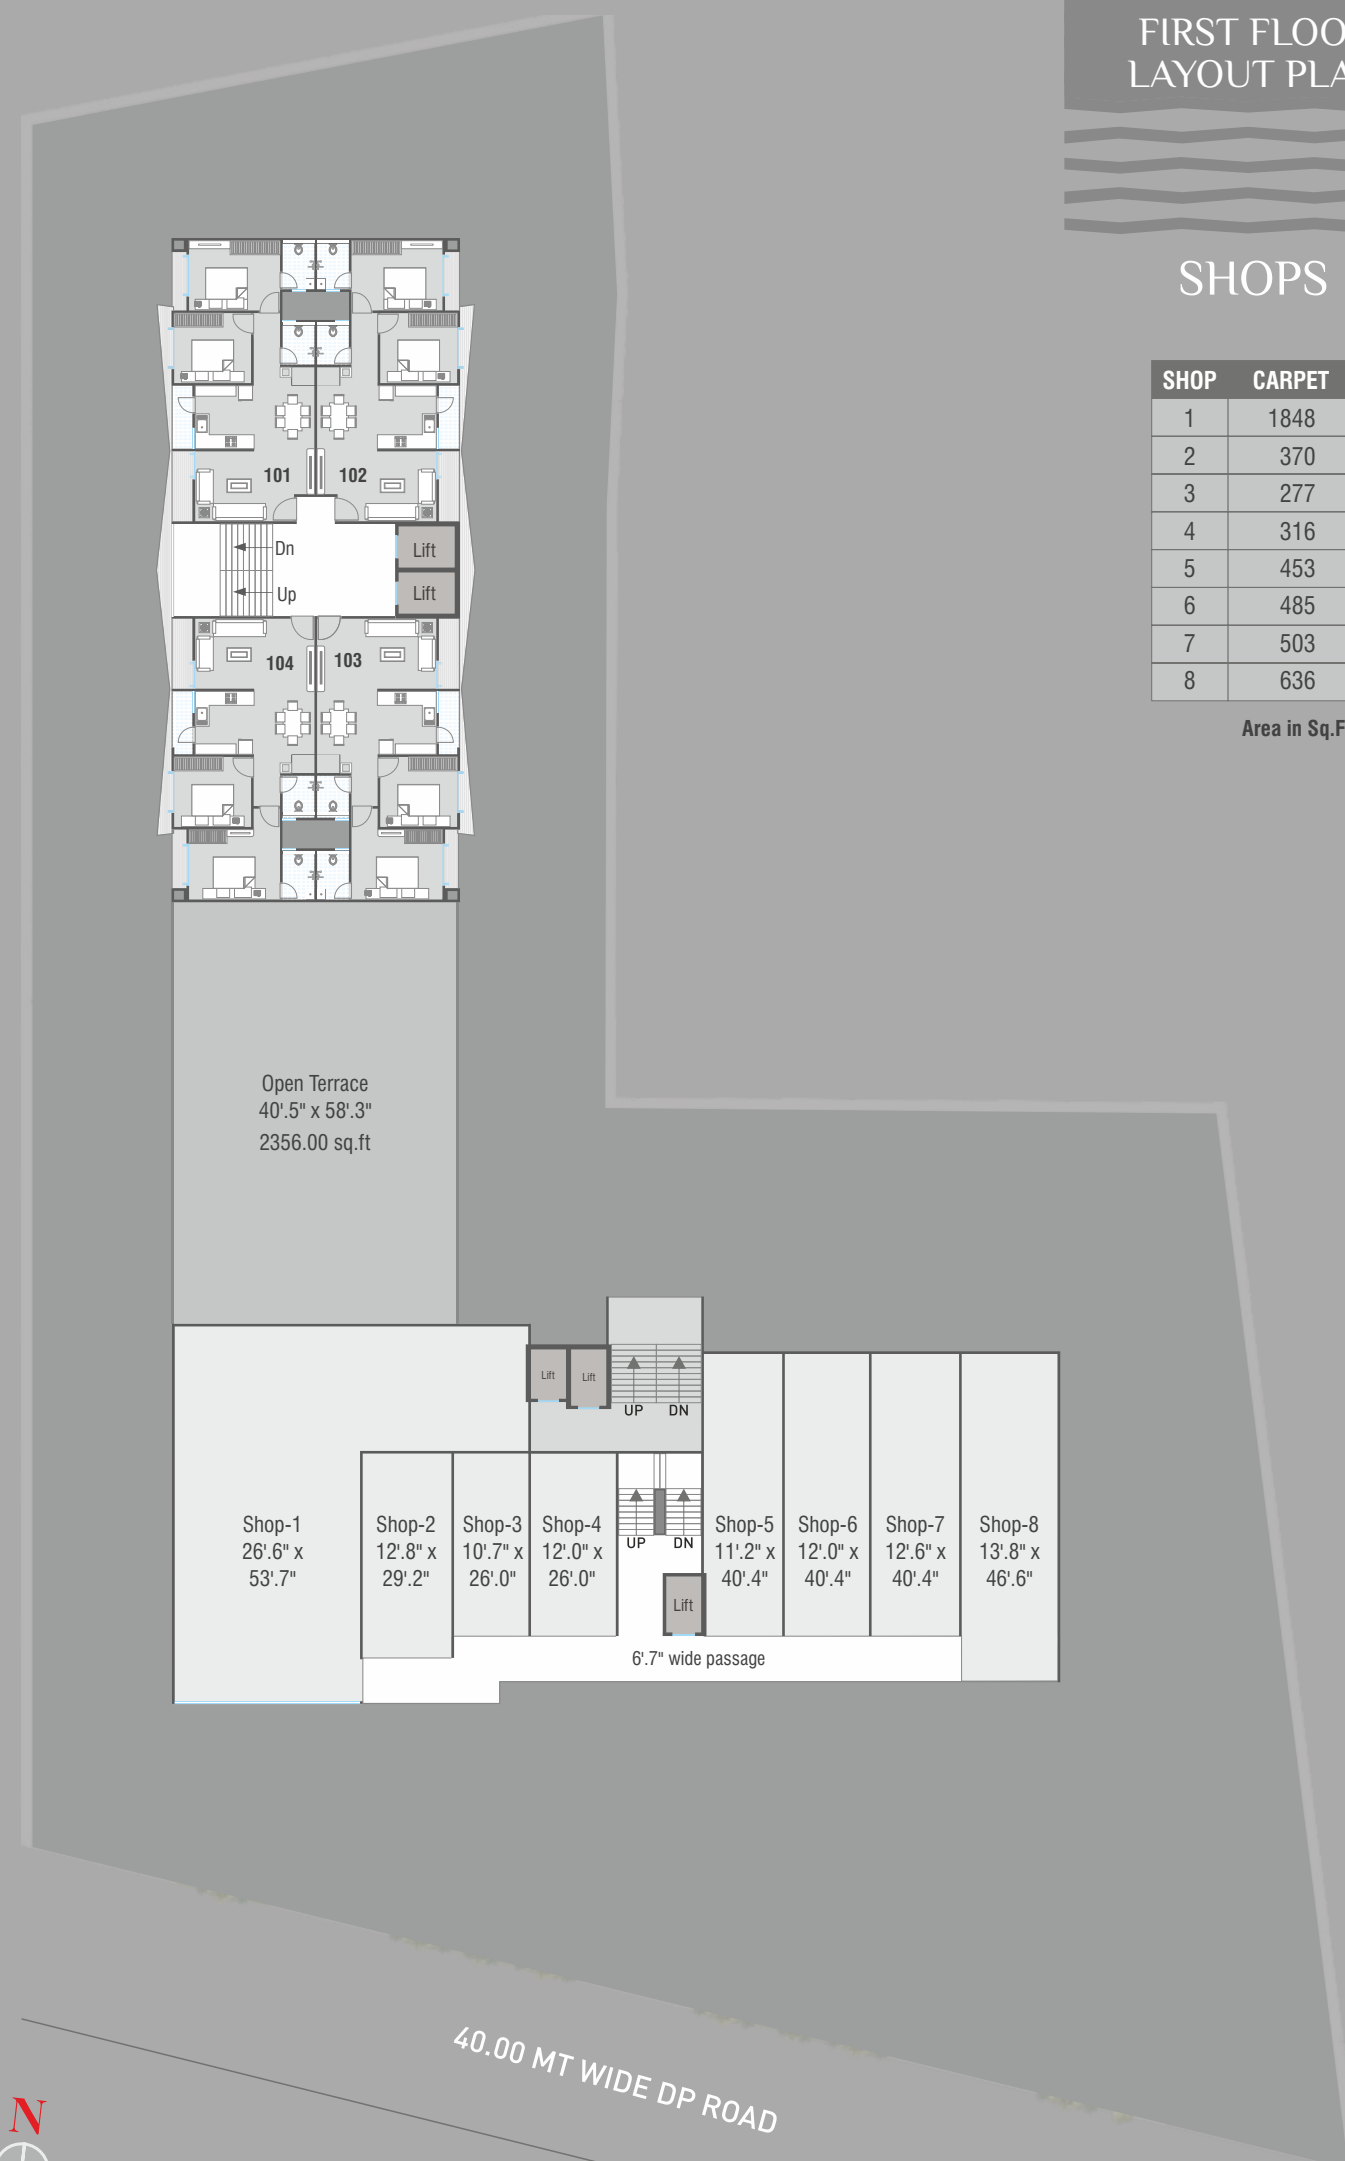 FIRST FLOO
LAYOUT PLA
SHOPS
SHOP CARPET
1 1848
2 370
3 277
4 316
5 453
6 485
7 503
8 636
Area in Sq.F
101 102
Dn
Up
Lift
Lift
104 103
Open Terrace
40'.5" x 58'.3"
2356.00 sq.ft
Lift Lift
UP DN
Shop-1
26'.6" x
53'.7"
Shop-2
12'.8" x
29'.2"
Shop-3
10'.7" x
26'.0"
Shop-4
12'.0" x
26'.0"
UP DN
Lift
Shop-5
11'.2" x
40'.4"
Shop-6
12'.0" x
40'.4"
Shop-7
12'.6" x
40'.4"
Shop-8
13'.8" x
46'.6"
6'.7" wide passage
40.00 MT WIDE DP ROAD
N